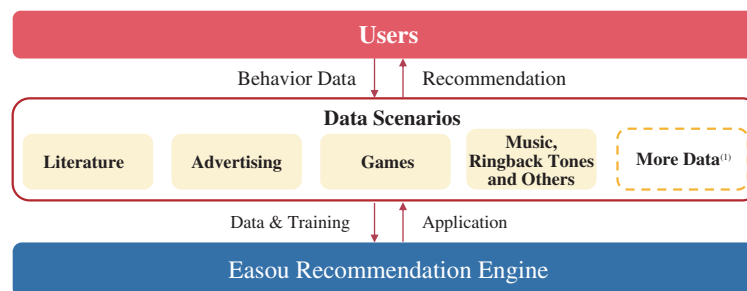 Users
Behavior Data
Recommendation
Data Scenarios
Literature
Advertising
Games
Music,
Ringback Tones
and Others
More Data(1)
Data & Training
Application
Easou Recommendation Engine